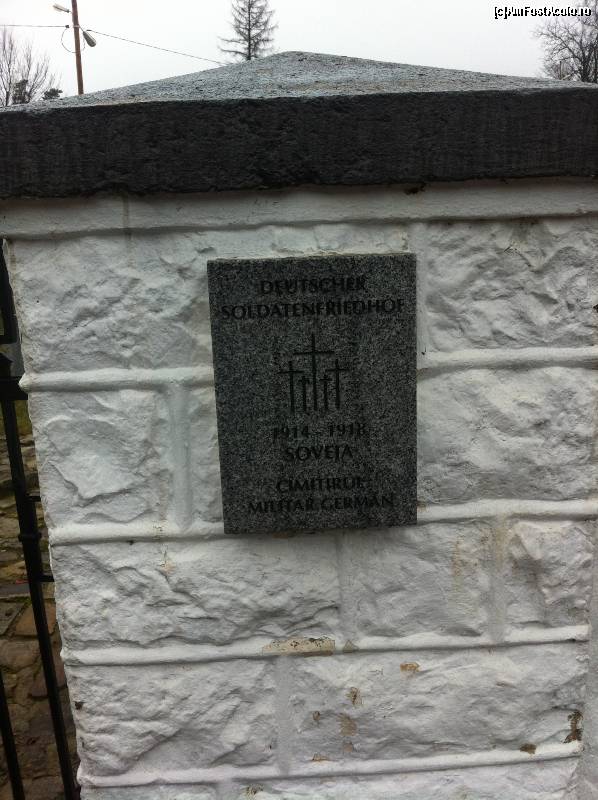 (c)AmFostAcolo.ro
DEUTSCHER
SOLDATENFRIEDHOF
1914 - 1918
SOVEJA
CIMITIRUL
MILITAR GERMAN